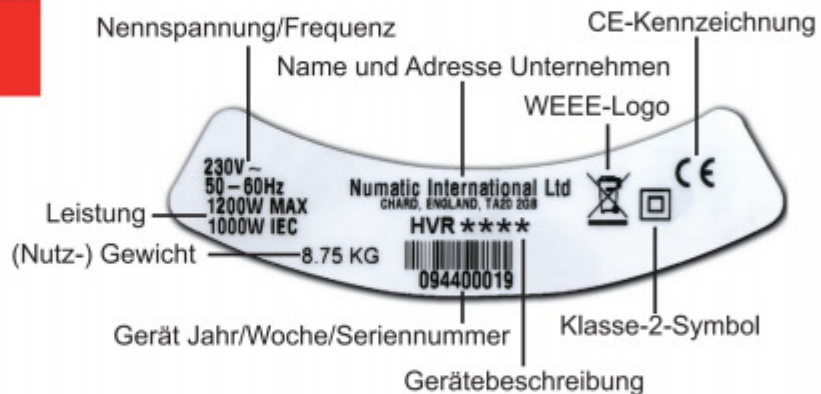 Nennspannung/Frequenz
CE-Kennzeichnung
Name und Adresse Unternehmen
WEEE-Logo
230V ~
50 – 60Hz
1200W MAX
1000W IEC
Leistung
(Nutz-) Gewicht
8.75 KG
Numatic International Ltd
CHARD, ENGLAND, TA20 2GB
HVR ****
094400019
CE
Gerät Jahr/Woche/Seriennummer
Klasse-2-Symbol
Gerätebeschreibung